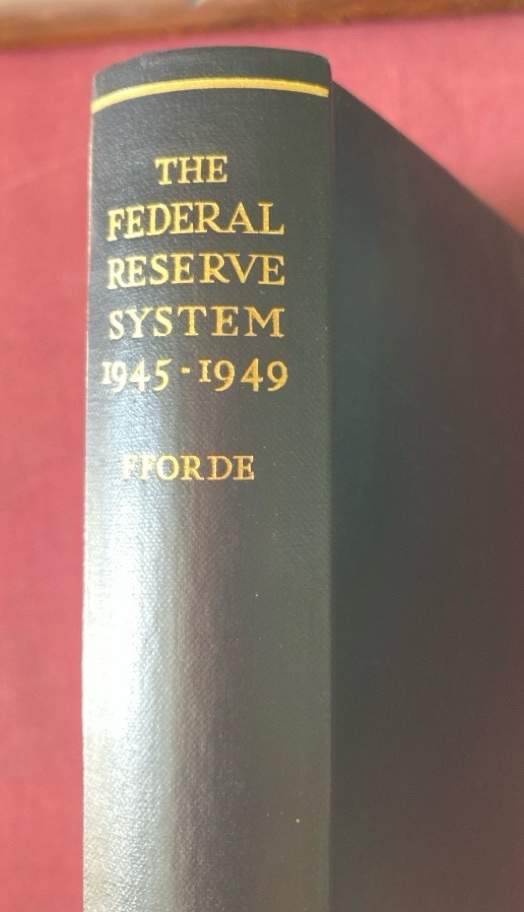 THE
FEDERAL
RESERVE
SYSTEM
1945-1949
FFORDE